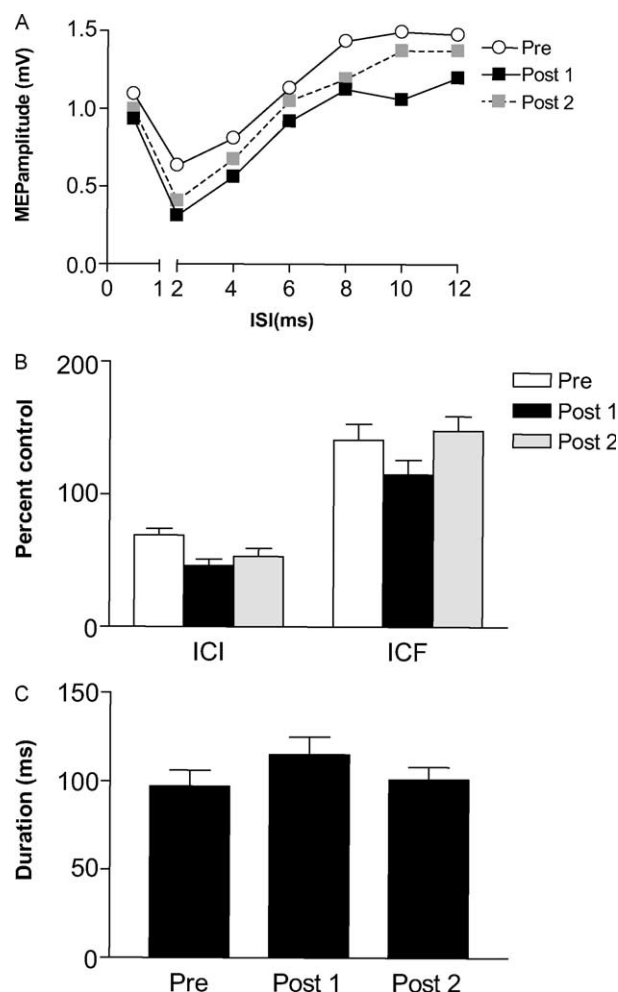 A
MEPamplitude (mV)
1.5
1.0
0.5
0.0
0 1 2 4 6 8 10 12
ISI(ms)
Pre
Post 1
Post 2
B
Percent control
200
100
0
ICI ICF
Pre
Post 1
Post 2
C
Duration (ms)
150
100
50
0
Pre Post 1 Post 2